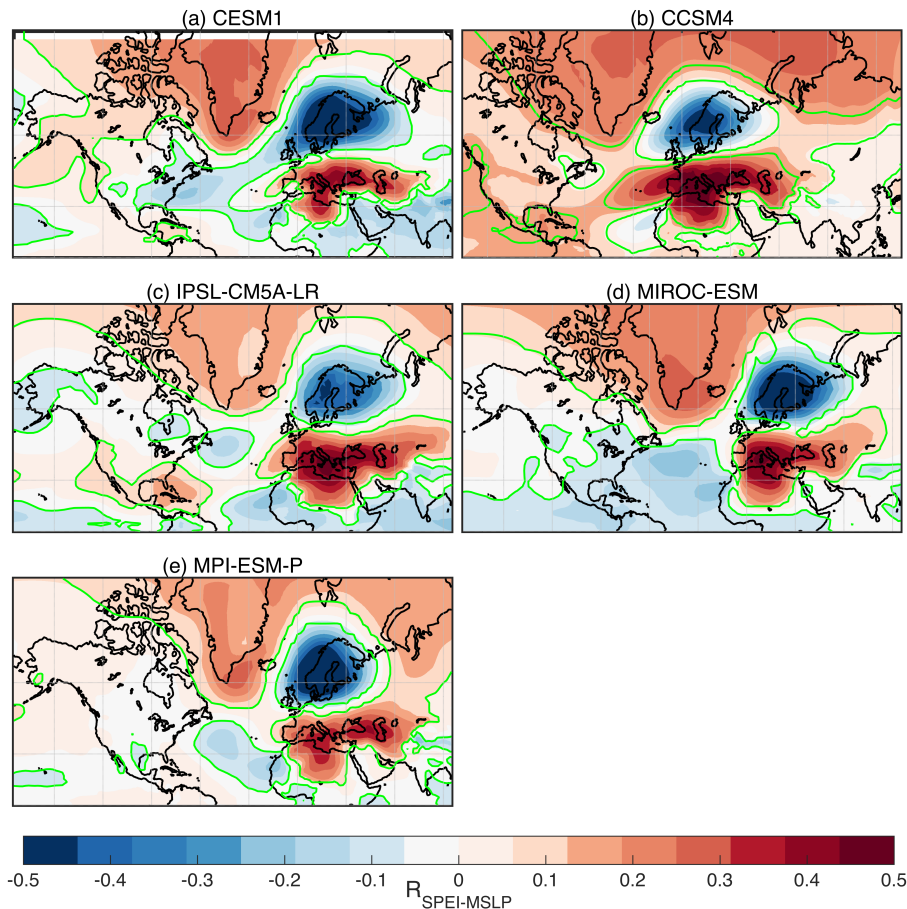 (a) CESM1
(b) CCSM4
(c) IPSL-CM5A-LR
(d) MIROC-ESM
(e) MPI-ESM-P
-0.5 -0.4 -0.3 -0.2 -0.1 0 0.1 0.2 0.3 0.4 0.5
R_SPEI-MSLP